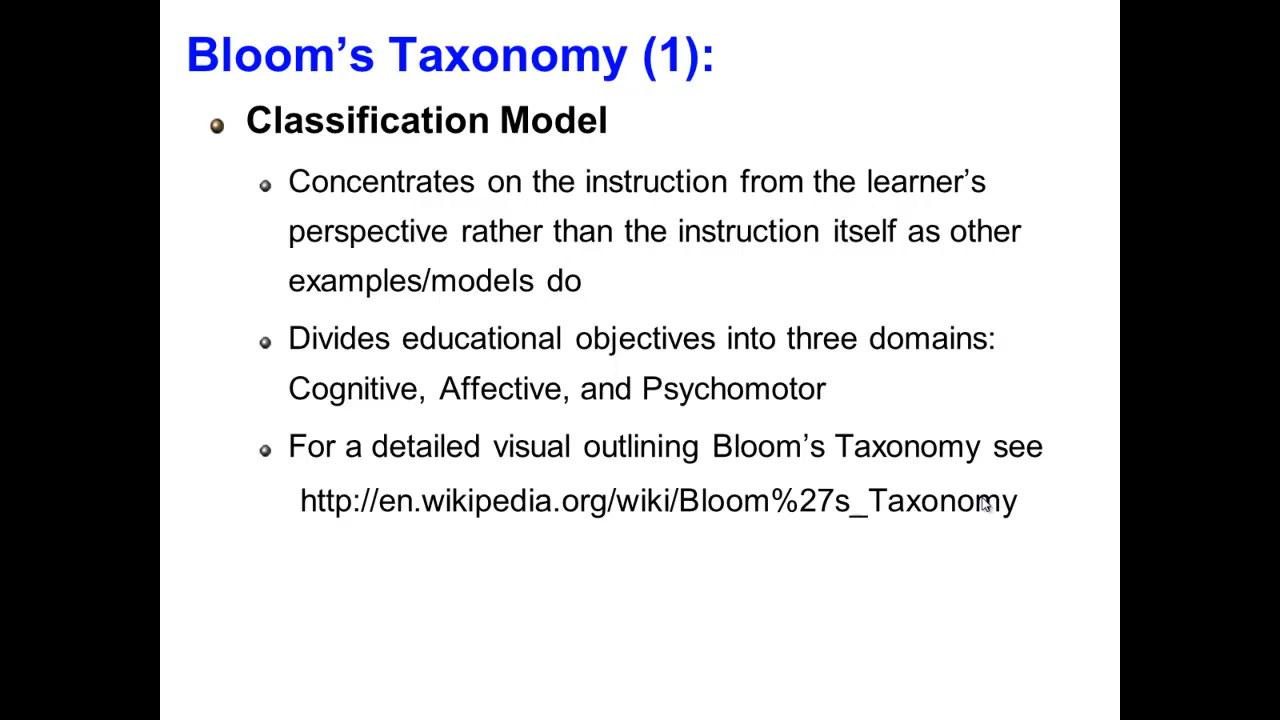 Bloom’s Taxonomy (1):
Classification Model
Concentrates on the instruction from the learner’s
perspective rather than the instruction itself as other
examples/models do
Divides educational objectives into three domains:
Cognitive, Affective, and Psychomotor
For a detailed visual outlining Bloom’s Taxonomy see
http://en.wikipedia.org/wiki/Bloom%27s_Taxonomy